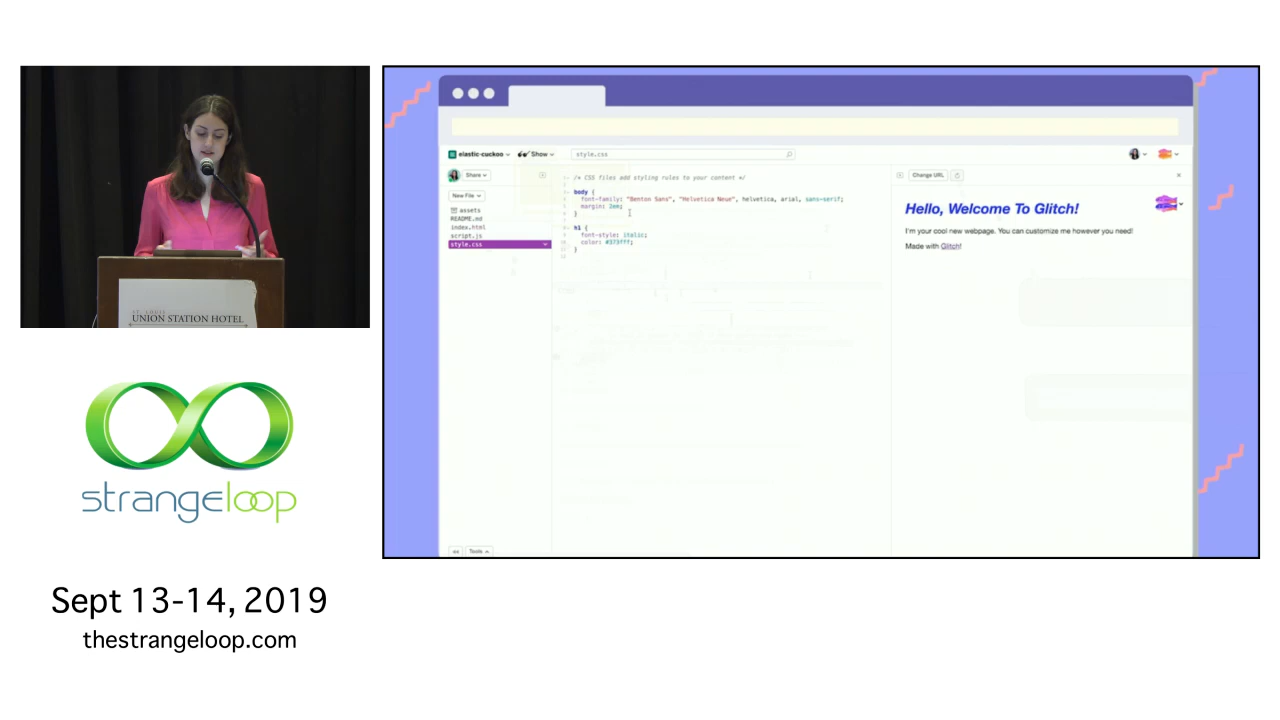 ST. LOUIS
UNION STATION HOTEL
strangeloop
Sept 13-14, 2019
thestrangeloop.com
elastic-cuckoo
Show
style.css
Share
New File
assets
README.md
index.html
script.js
style.css
Tools
/* CSS files add styling rules to your content */
body {
font-family: "Benton Sans", "Helvetica Neue", helvetica, arial, sans-serif;
margin: 2em;
}
h1 {
font-style: italic;
color: #373fff;
}
Change URL
Hello, Welcome To Glitch!
I'm your cool new webpage. You can customize me however you need!
Made with Glitch!